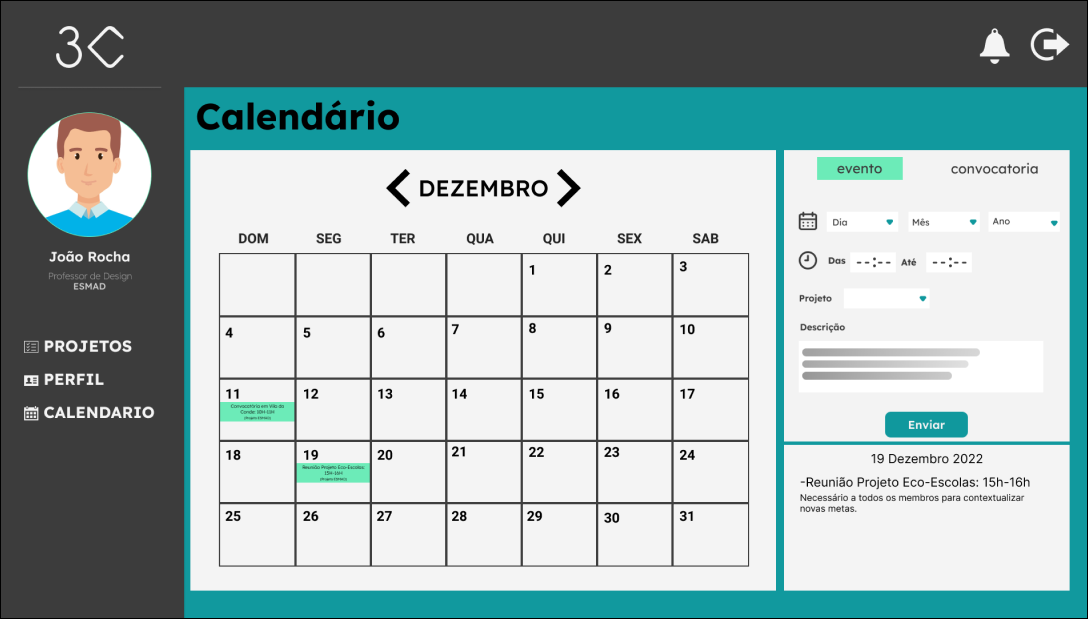 3C
Calendário
João Rocha
Professor de Design
ESMAD
PROJETOS
PERFIL
CALENDARIO
DEZEMBRO
DOM SEG TER QUA QUI SEX SAB
1 2 3
4 5 6 7 8 9 10
11 12 13 14 15 16 17
Convocatória em Vila do
Conde: 10H-11H
(Projeto ESMAD)
18 19 20 21 22 23 24
Reunião Projeto Eco-Escolas
15H-16H
(Projeto ESMAD)
25 26 27 28 29 30 31
evento convocatoria
Dia Mês Ano
Das --:-- Até --:--
Projeto
Descrição
Enviar
19 Dezembro 2022
-Reunião Projeto Eco-Escolas: 15h-16h
Necessário a todos os membros para contextualizar
novas metas.